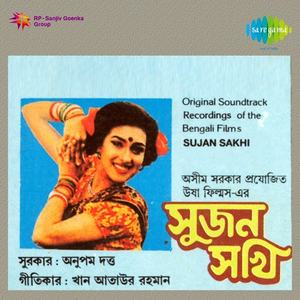 RP-Sanjiv Goenka
Group
saregama
Original Soundtrack
Recordings of the
Bengali Films
SUJAN SAKHI
অসীম সরকার প্রযোজিত
উষা ফিল্মস-এর
সুজন
সখি
সুরকার : অনুপম দত্ত
গীতিকার : খান আতাউর রহমান